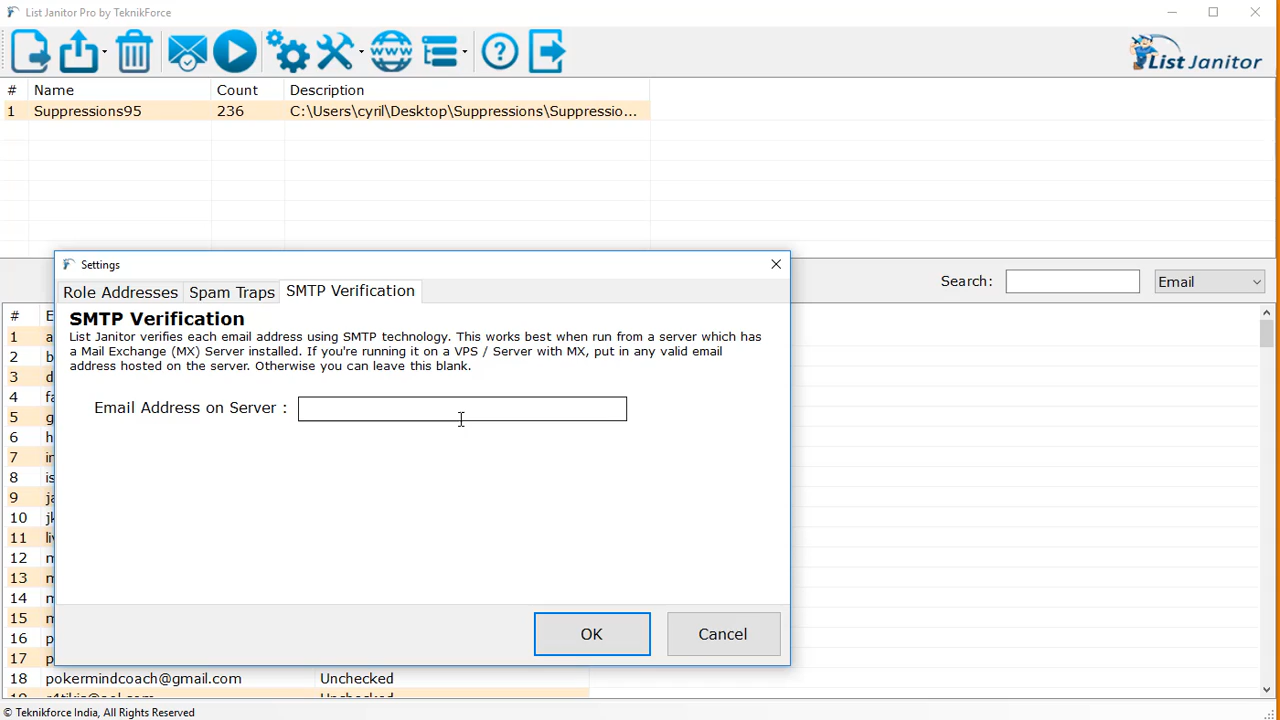 List Janitor Pro by TeknikForce
www
?
List Janitor
# Name Count Description
1 Suppressions95 236 C:\Users\cyril\Desktop\Suppressions\Suppressio...
Settings
Role Addresses Spam Traps SMTP Verification
Search: Email
SMTP Verification
List Janitor verifies each email address using SMTP technology. This works best when run from a server which has
a Mail Exchange (MX) Server installed. If you're running it on a VPS / Server with MX, put in any valid email
address hosted on the server. Otherwise you can leave this blank.
Email Address on Server :
OK Cancel
#
1
2
3
4
5
6
7
8
9
10
11
12
13
14
15
16
17
18 pokermindcoach@gmail.com Unchecked
© Teknikforce India, All Rights Reserved